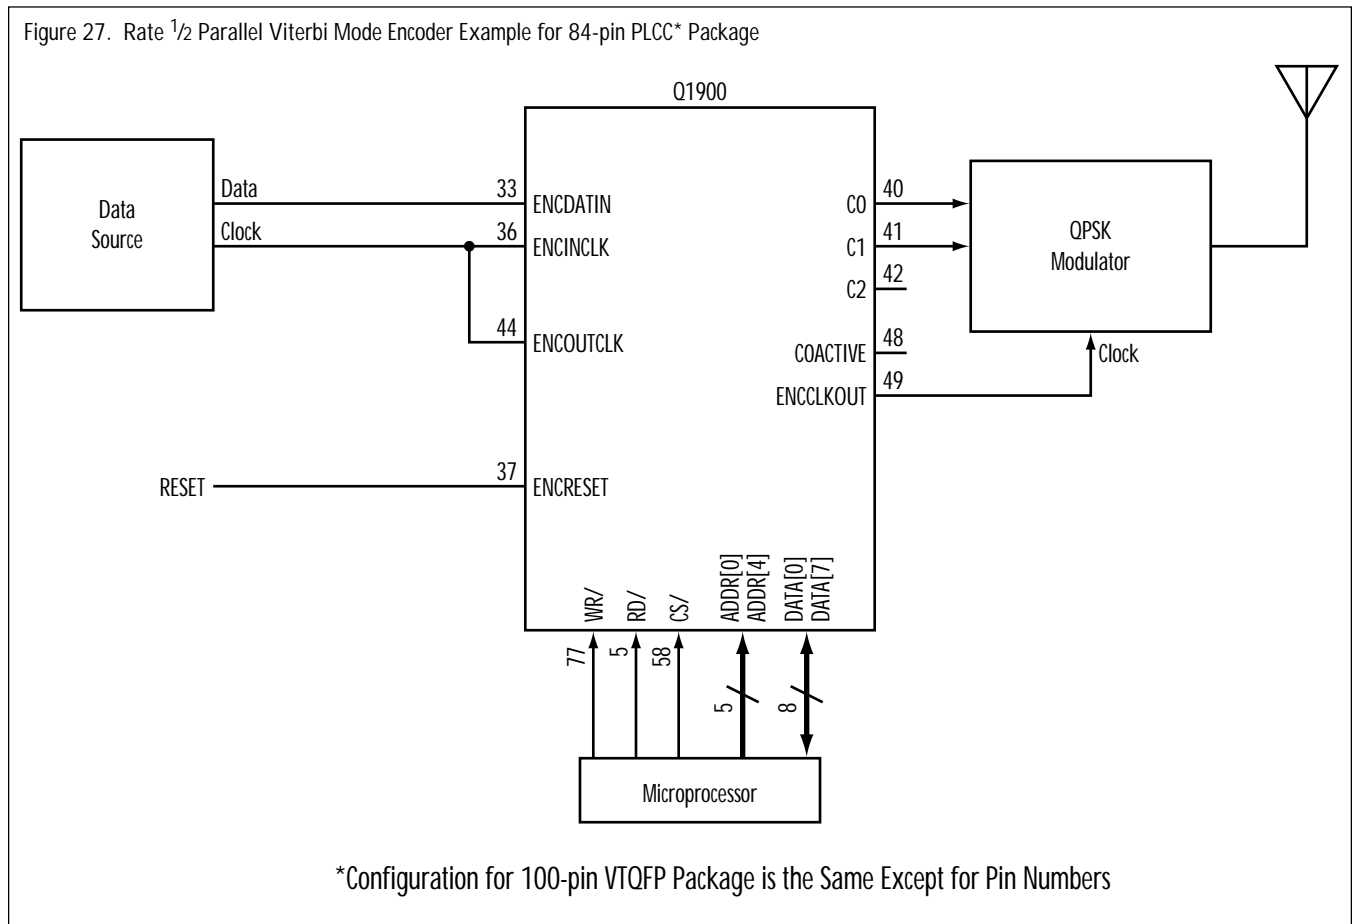 Figure 27. Rate 1/2 Parallel Viterbi Mode Encoder Example for 84-pin PLCC* Package
Q1900
Data
Source
Data
Clock
33
ENCDATIN
36
ENCINCLK
44
ENCOUTCLK
RESET
37
ENCRESET
C0
40
C1
41
C2
42
COACTIVE
48
ENCCLKOUT
49
QPSK
Modulator
Clock
WR/
RD/
CS/
ADDR[0]
ADDR[4]
DATA[0]
DATA[7]
77
5
58
5
8
Microprocessor
*Configuration for 100-pin VTQFP Package is the Same Except for Pin Numbers